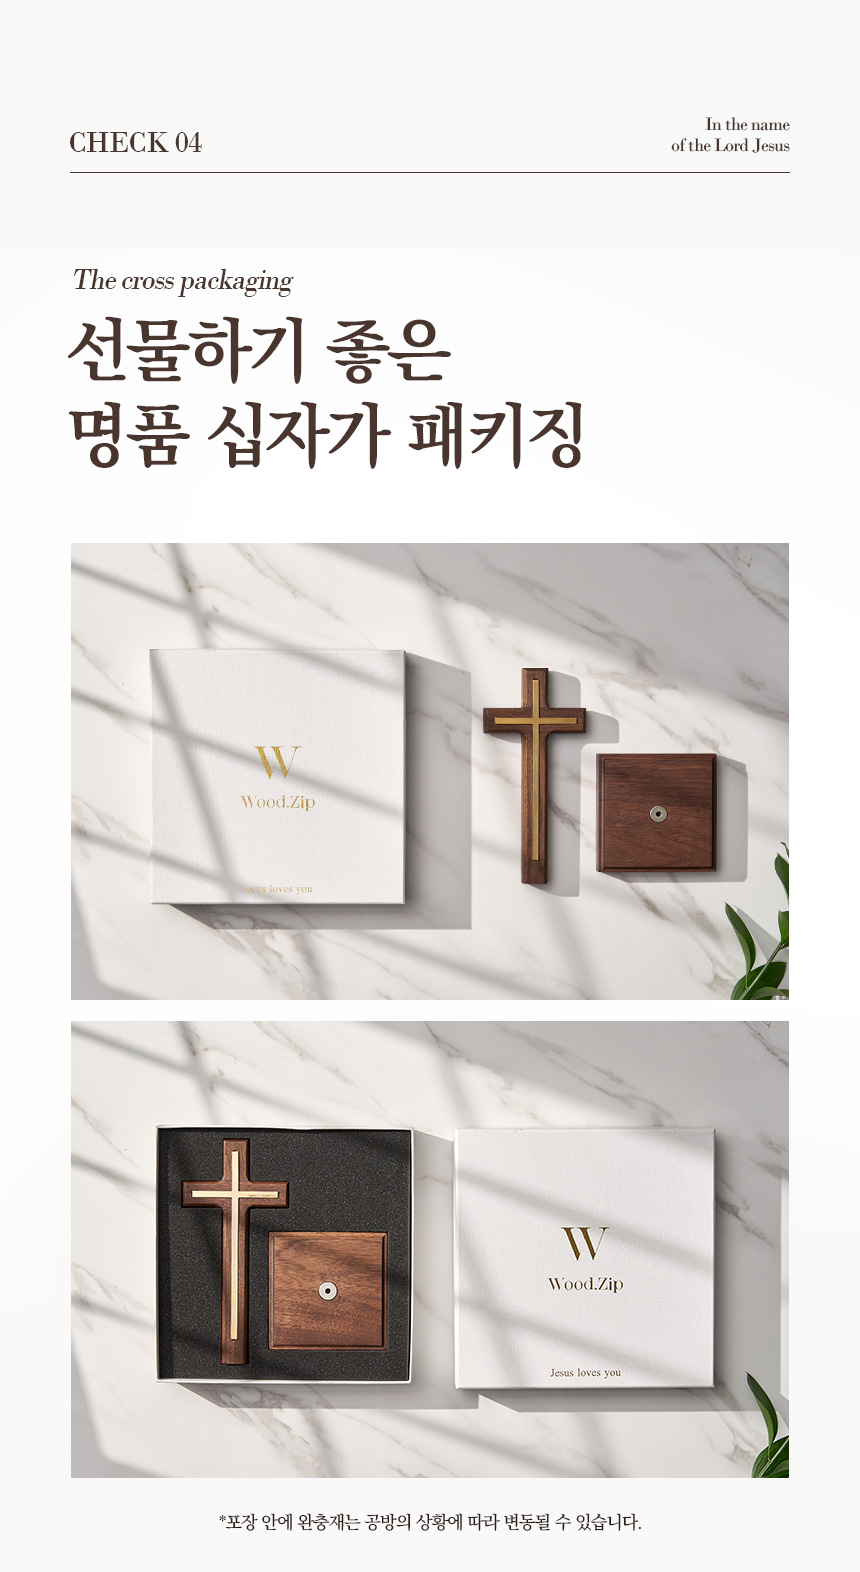 CHECK 04
In the name
of the Lord Jesus
The cross packaging
선물하기 좋은
명품 십자가 패키징
W
Wood.Zip
Jesus loves you
W
Wood.Zip
Jesus loves you
*포장 안에 완충재는 공방의 상황에 따라 변동될 수 있습니다.